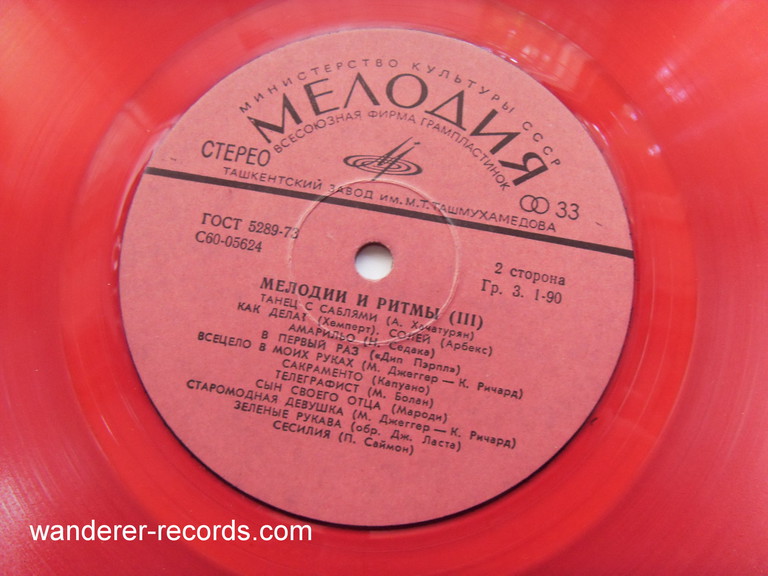 МИНИСТЕРСТВО КУЛЬТУРЫ СССР
МЕЛОДИЯ
ВСЕСОЮЗНАЯ ФИРМА ГРАМПЛАСТИНОК
СТЕРЕО
33
ТАШКЕНТСКИЙ ЗАВОД ИМ. М.Т. ТАШМУХАМЕДОВА
ГОСТ 5289-73
С60-05624
2 сторона
Гр. 3. 1-90
МЕЛОДИИ И РИТМЫ (III)
ТАНЕЦ С САБЛЯМИ (А. Хачатурян)
КАК ДЕЛА? (Хемперт). СОЛЕЙ (Арбекс)
АМАРИЛЬО (Н. Седака)
В ПЕРВЫЙ РАЗ («Дип Пэрпл»)
ВСЕЦЕЛО В МОИХ РУКАХ (М. Джеггер — К. Ричард)
САКРАМЕНТО (Капуано)
ТЕЛЕГРАФИСТ (М. Болан)
СЫН СВОЕГО ОТЦА (Мароди)
СТАРОМОДНАЯ ДЕВУШКА (М. Джеггер — К. Ричард)
ЗЕЛЕНЫЕ РУКАВА (обр. Дж. Ласта)
СЕСИЛИЯ (П. Саймон)
wanderer-records.com